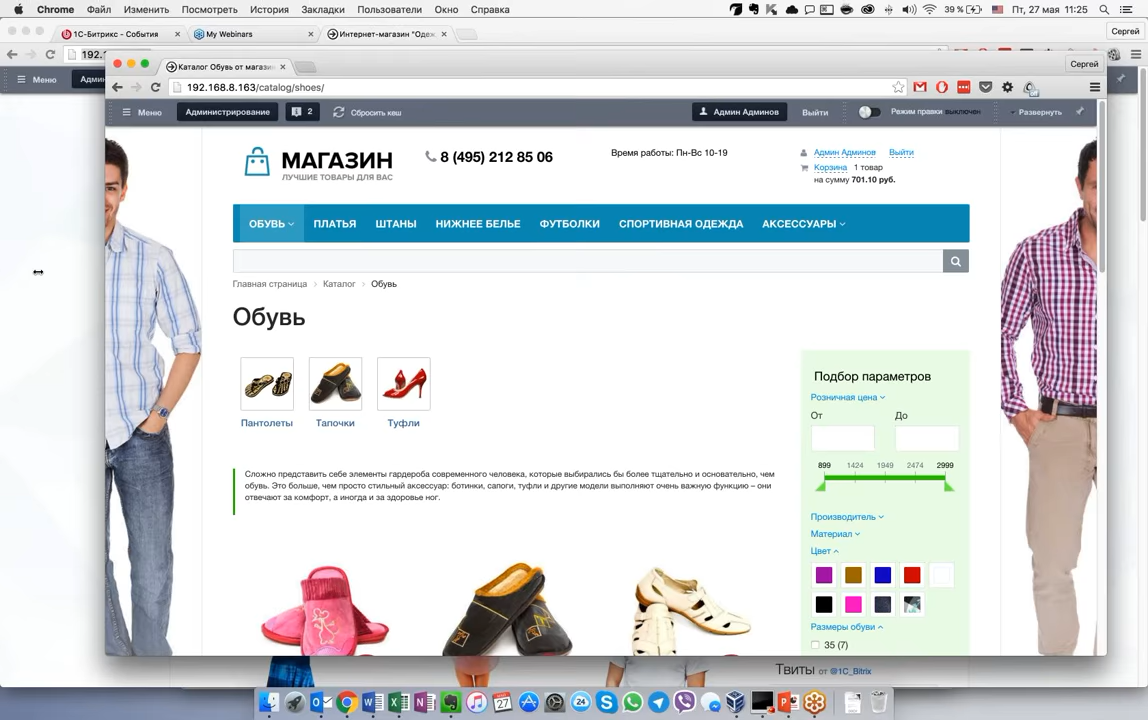 Chrome Файл Изменить Посмотреть История Закладки Пользователи Окно Справка 39 % Пт, 27 мая 11:25
1С-Битрикс - События My Webinars Интернет-магазин "Одеж Сергей
192.
Меню Админ
Каталог Обувь от магазин Сергей
192.168.8.163/catalog/shoes/
Меню Администрирование 2 Сбросить кеш Админ Админов Выйти Режим правки выключен Развернуть
МАГАЗИН
ЛУЧШИЕ ТОВАРЫ ДЛЯ ВАС
8 (495) 212 85 06
Время работы: Пн-Вс 10-19
Админ Админов Выйти
Корзина 1 товар
на сумму 701.10 руб.
ОБУВЬ ПЛАТЬЯ ШТАНЫ НИЖНЕЕ БЕЛЬЕ ФУТБОЛКИ СПОРТИВНАЯ ОДЕЖДА АКСЕССУАРЫ
Главная страница Каталог Обувь
Обувь
Пантолеты Тапочки Туфли
Сложно представить себе элементы гардероба современного человека, которые выбирались бы более тщательно и основательно, чем
обувь. Это больше, чем просто стильный аксессуар: ботинки, сапоги, туфли и другие модели выполняют очень важную функцию – они
отвечают за комфорт, а иногда и за здоровье ног.
Подбор параметров
Розничная цена
От До
899 1424 1949 2474 2999
Производитель
Материал
Цвет
Размеры обуви
35 (7)
Твиты от @1C_Bitrix
27
24